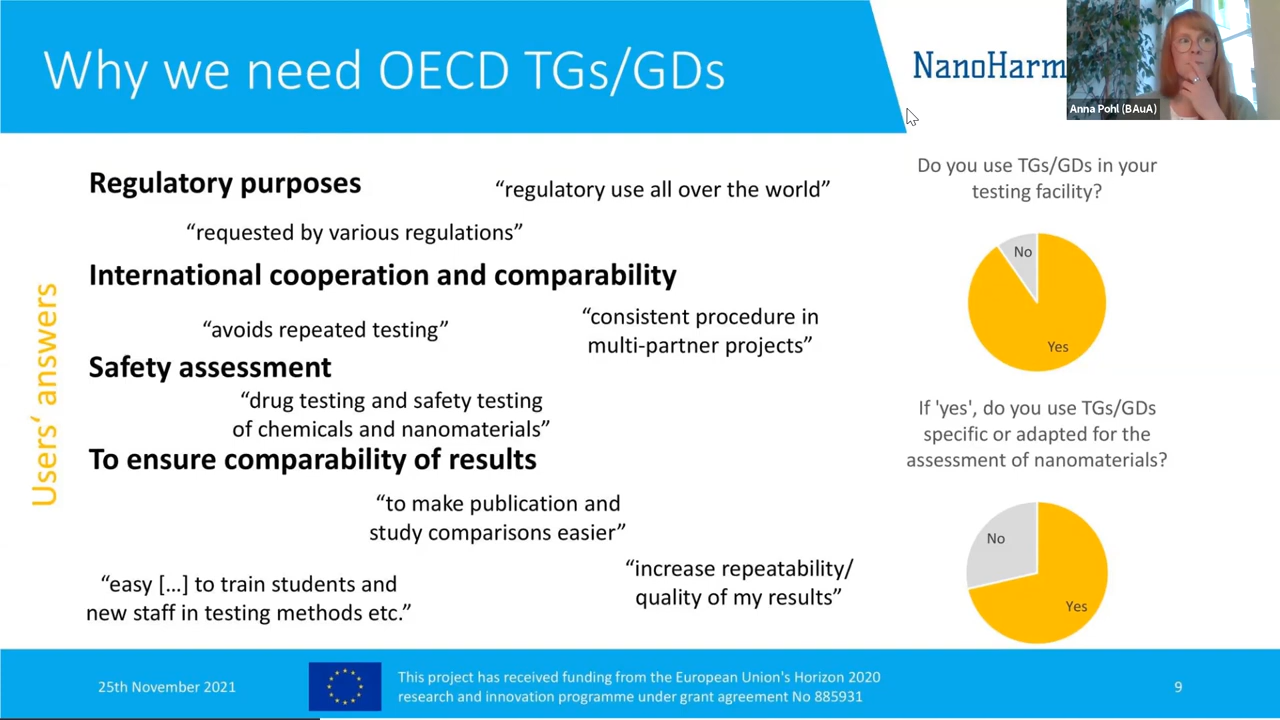 Why we need OECD TGs/GDs
NanoHarm
Anna Pohl (BAuA)
Users‘ answers
Regulatory purposes
“regulatory use all over the world”
“requested by various regulations”
International cooperation and comparability
“avoids repeated testing”
“consistent procedure in
multi-partner projects”
Safety assessment
“drug testing and safety testing
of chemicals and nanomaterials”
To ensure comparability of results
“to make publication and
study comparisons easier”
“easy [...] to train students and
new staff in testing methods etc.”
“increase repeatability/
quality of my results”
Do you use TGs/GDs in your
testing facility?
No
Yes
If 'yes', do you use TGs/GDs
specific or adapted for the
assessment of nanomaterials?
No
Yes
25th November 2021
This project has received funding from the European Union's Horizon 2020
research and innovation programme under grant agreement No 885931
9